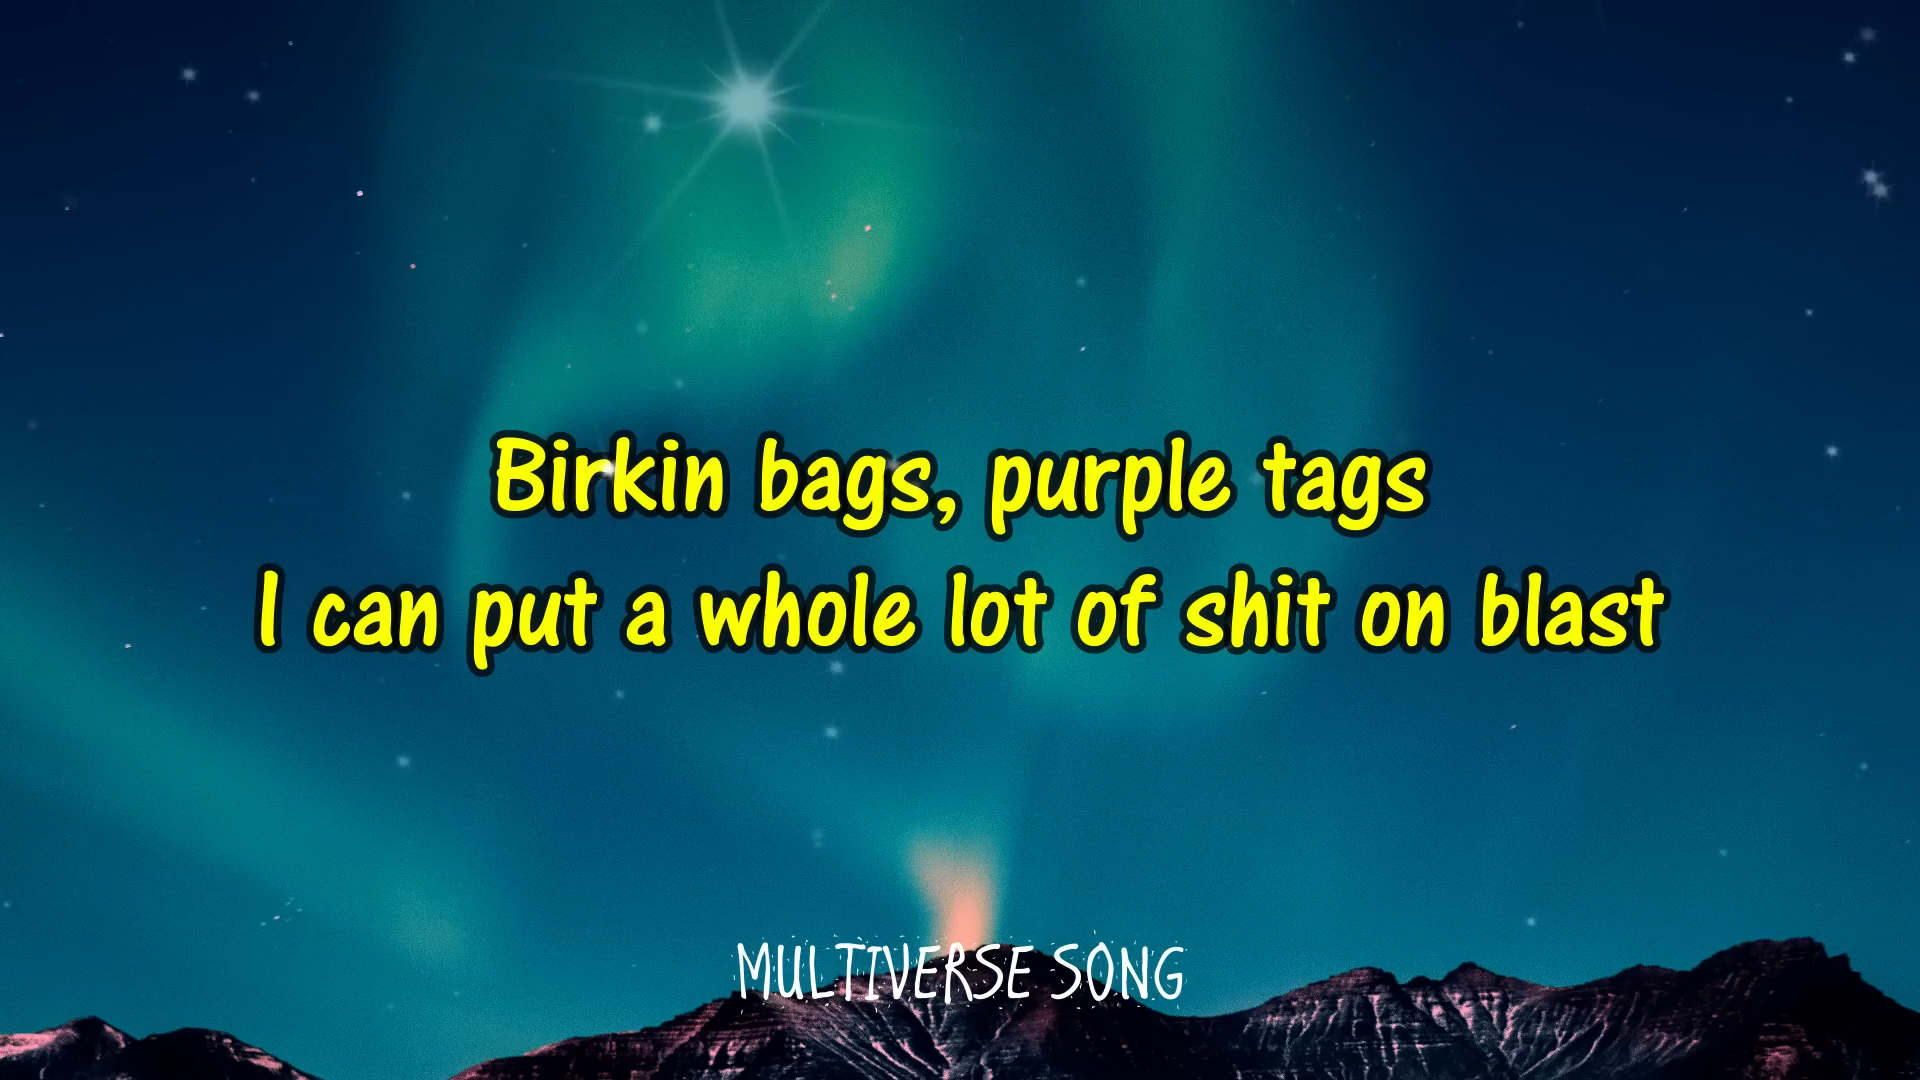 Birkin bags, purple tags
I can put a whole lot of shit on blast
MULTIVERSE SONG